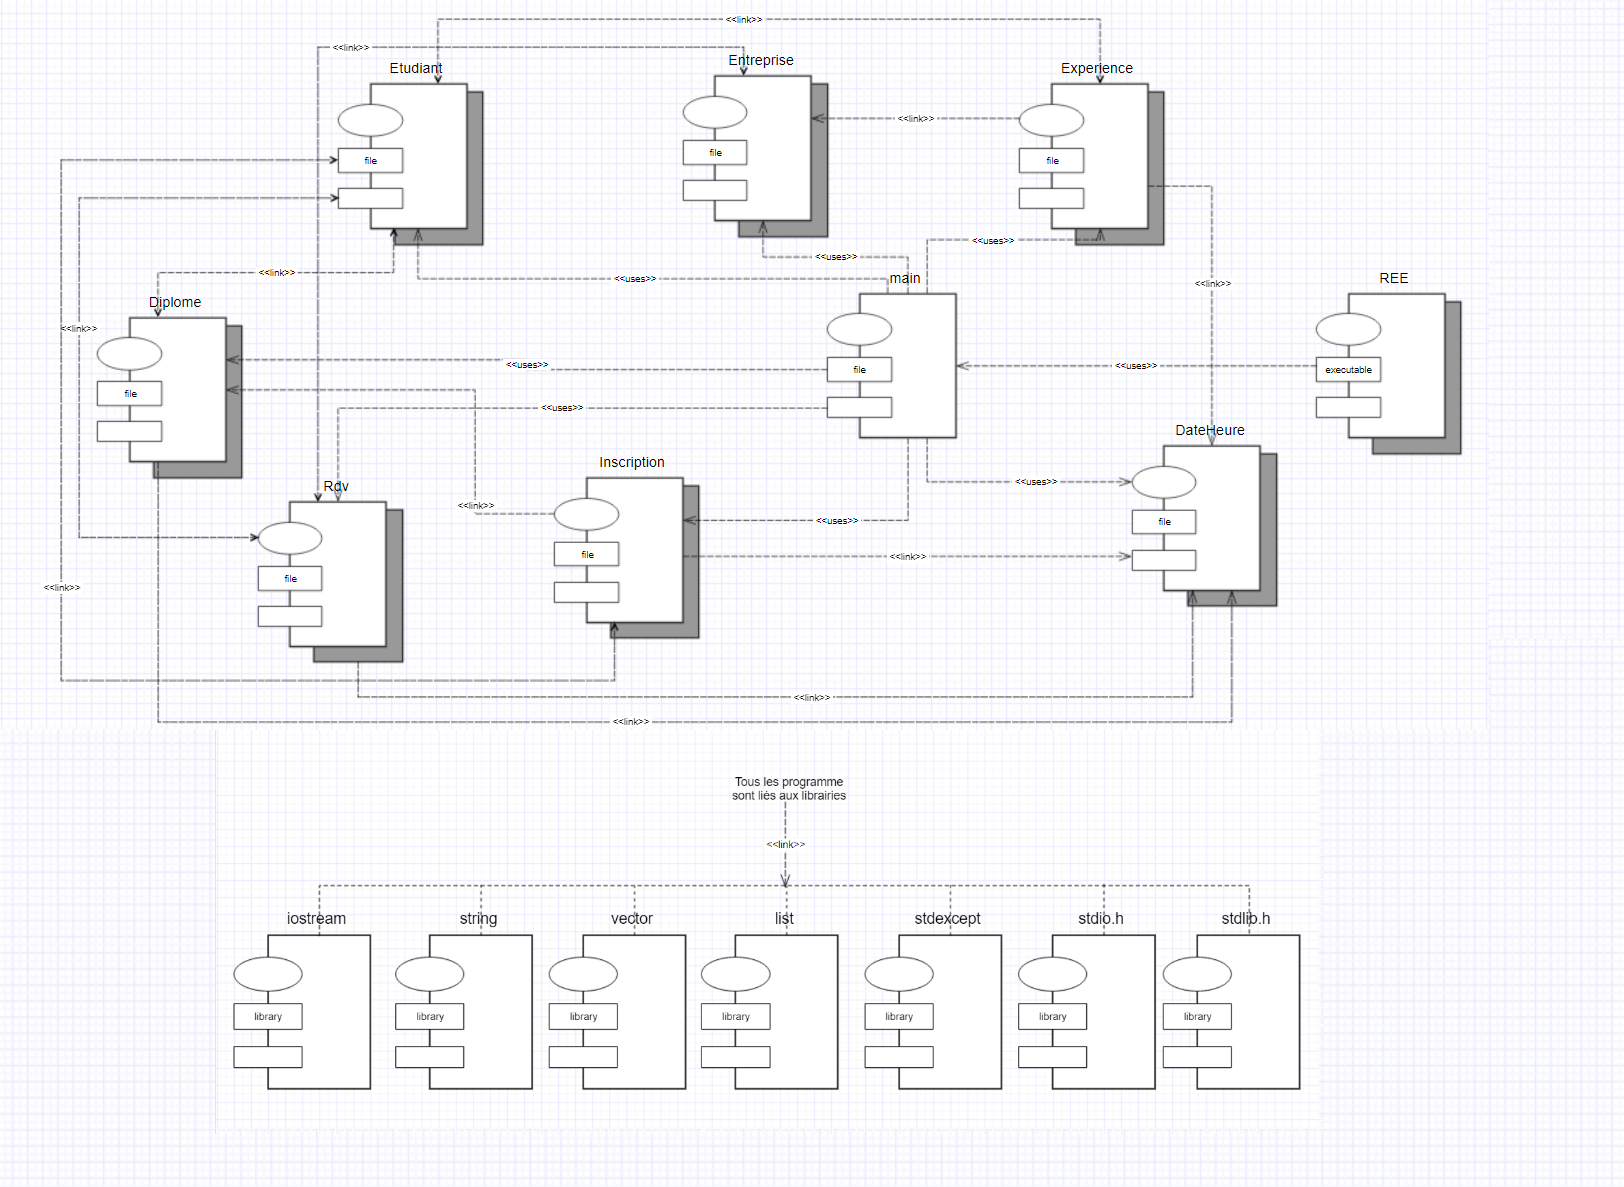 <<link>>
<<link>>
Etudiant
Entreprise
Experience
<<link>>
file
file
file
<<uses>>
<<uses>>
<<link>>
<<uses>>
main
REE
<<link>>
Diplome
<<link>>
<<uses>>
<<uses>>
file
executable
file
<<uses>>
DateHeure
Inscription
Rdv
<<link>>
<<uses>>
<<uses>>
file
file
<<link>>
file
<<link>>
<<link>>
<<link>>
Tous les programme
sont liés aux librairies
<<link>>
iostream
string
vector
list
stdexcept
stdio.h
stdlib.h
library
library
library
library
library
library
library